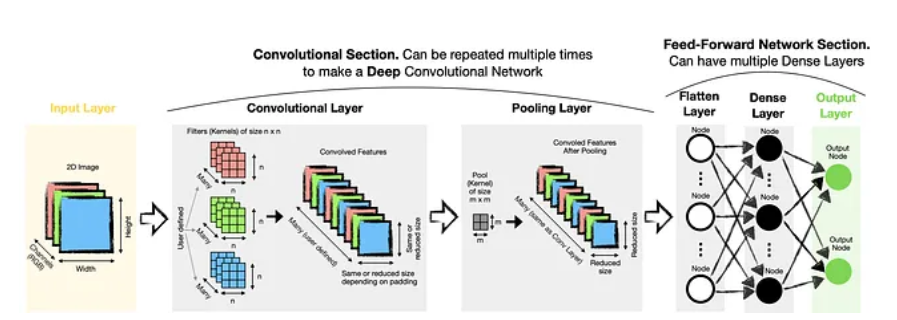 Convolutional Section. Can be repeated multiple times
to make a Deep Convolutional Network
Feed-Forward Network Section.
Can have multiple Dense Layers
Input Layer
2D Image
Channels
(RGB)
Width
Height
Convolutional Layer
Filters (Kernels) of size n x n
User defined
Many
n
n
Many
n
n
Many
n
n
Convolved Features
Many (user defined)
Same or
reduced size
Same or reduced size
depending on padding
Pooling Layer
Pool
(Kernel)
of size
m x m
m
m
Convoled Features
After Pooling
Many (same as Conv Layer)
Reduced size
Reduced
size
Flatten
Layer
Node
Node
Node
Dense
Layer
Node
Node
Node
Output
Layer
Output
Node
Output
Node